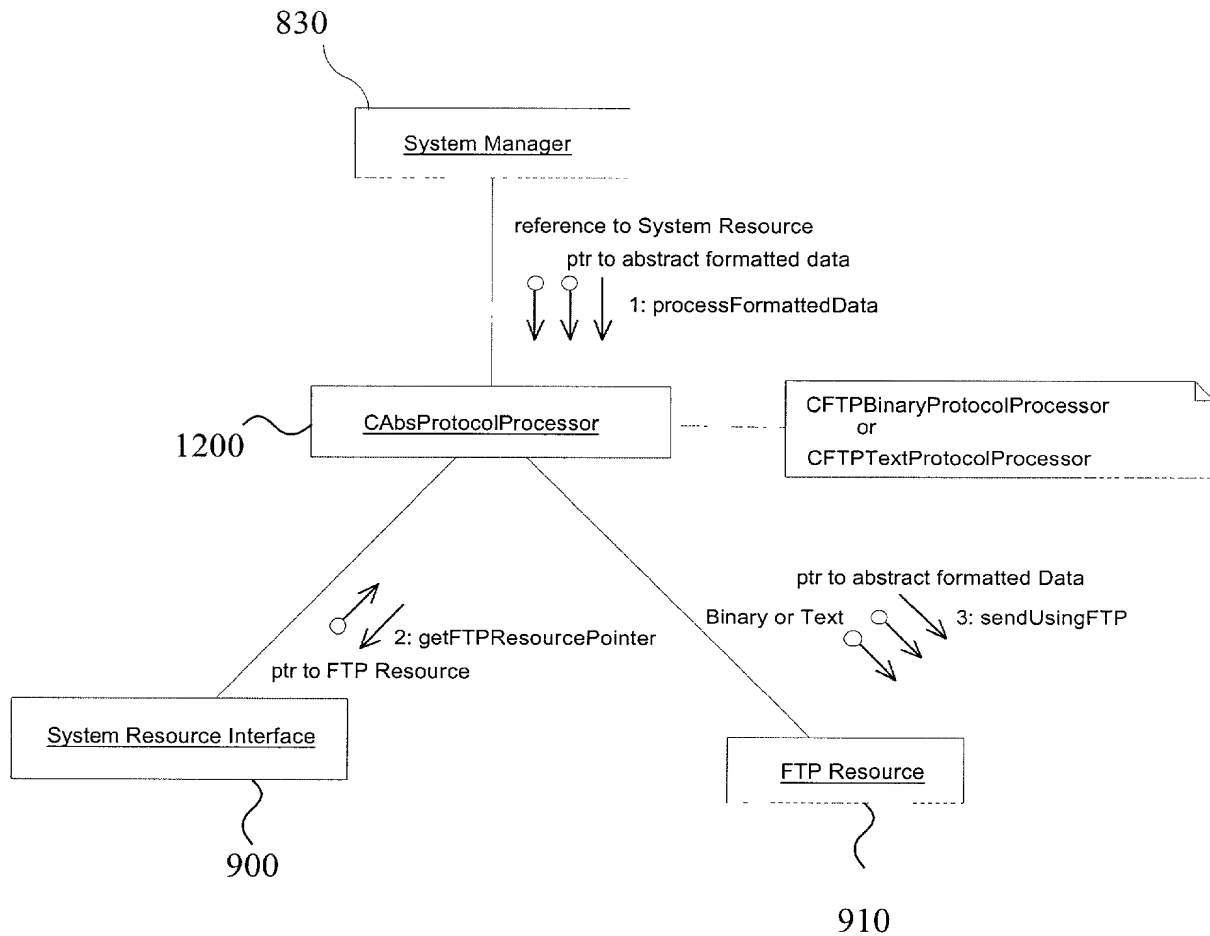 830
System Manager
reference to System Resource
ptr to abstract formatted data
1: processFormattedData
CAbsProtocolProcessor
1200
CFTPBinaryProtocolProcessor
or
CFTPTextProtocolProcessor
ptr to abstract formatted Data
Binary or Text
3: sendUsingFTP
2: getFTPResourcePointer
ptr to FTP Resource
System Resource Interface
FTP Resource
900
910